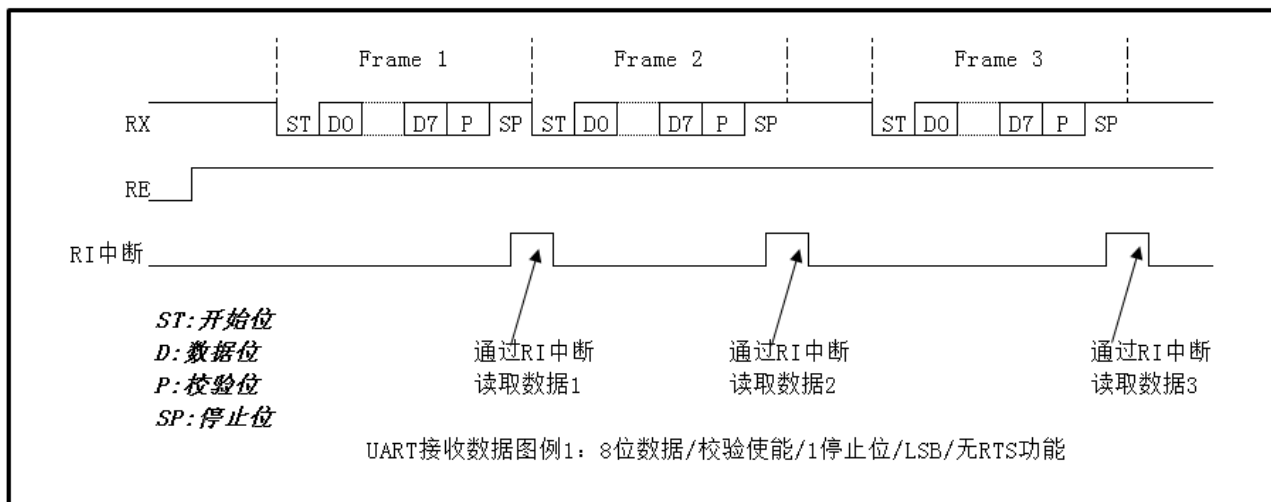 Frame 1 Frame 2 Frame 3
RX ST D0 D7 P SP ST D0 D7 P SP ST D0 D7 P SP
RE
RI中断
ST:开始位
D:数据位
P:校验位
SP:停止位
通过RI中断
读取数据1
通过RI中断
读取数据2
通过RI中断
读取数据3
UART接收数据图例1: 8位数据/校验使能/1停止位/LSB/无RTS功能